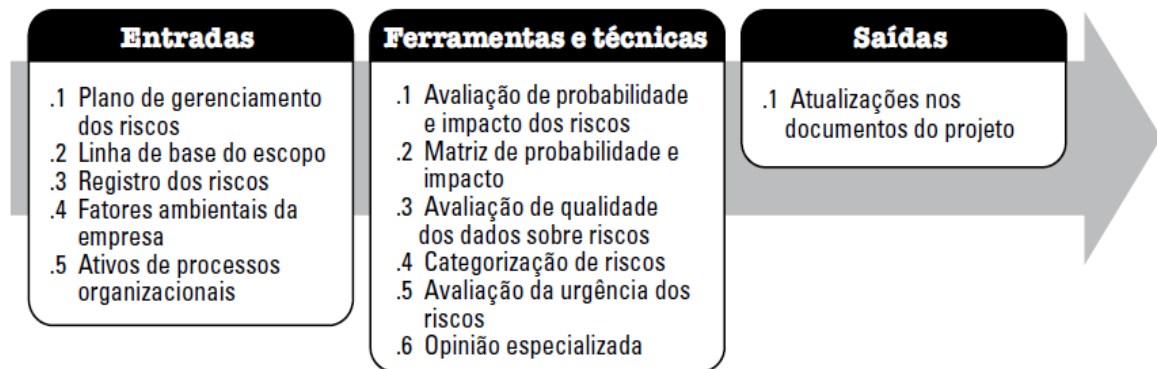 Entradas
.1 Plano de gerenciamento
dos riscos
.2 Linha de base do escopo
.3 Registro dos riscos
.4 Fatores ambientais da
empresa
.5 Ativos de processos
organizacionais
Ferramentas e técnicas
.1 Avaliação de probabilidade
e impacto dos riscos
.2 Matriz de probabilidade e
impacto
.3 Avaliação de qualidade
dos dados sobre riscos
.4 Categorização de riscos
.5 Avaliação da urgência dos
riscos
.6 Opinião especializada
Saídas
.1 Atualizações nos
documentos do projeto